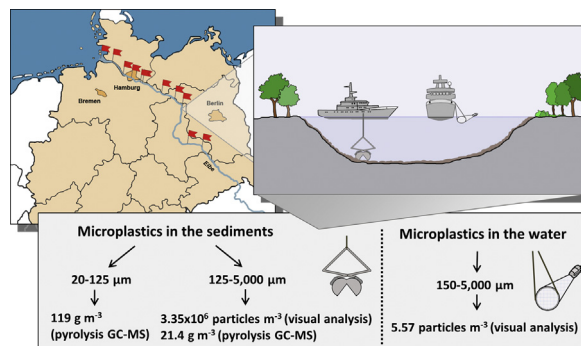 Hamburg
Bremen
Berlin
Elbe
Microplastics in the sediments
20-125 µm
125-5,000 µm
119 g m⁻³
(pyrolysis GC-MS)
3.35x10⁶ particles m⁻³ (visual analysis)
21.4 g m⁻³ (pyrolysis GC-MS)
Microplastics in the water
150-5,000 µm
5.57 particles m⁻³ (visual analysis)